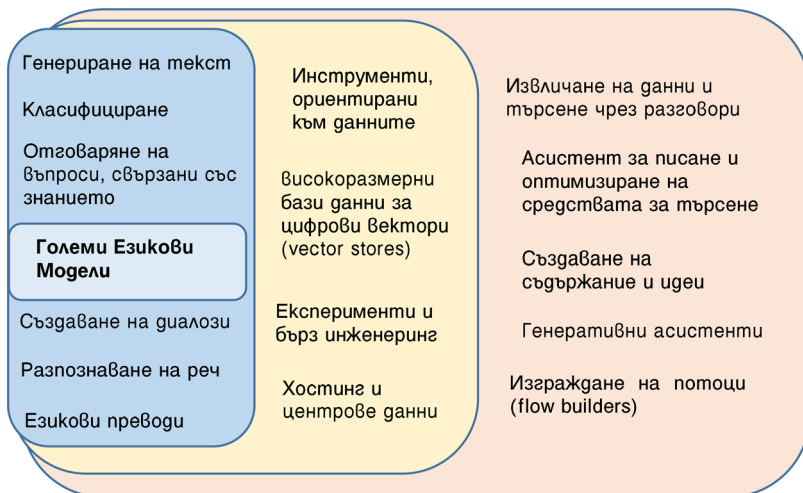 Генериране на текст
Класифициране
Отговаряне на
въпроси, свързани със
знанието
Големи Езикови
Модели
Създаване на диалози
Разпознаване на реч
Езикови преводи
Инструменти,
ориентирани
към данните
високоразмерни
бази данни за
цифрови вектори
(vector stores)
Експерименти и
бърз инженеринг
Хостинг и
центрове данни
Извличане на данни и
търсене чрез разговори
Асистент за писане и
оптимизиране на
средствата за търсене
Създаване на
съдържание и идеи
Генеративни асистенти
Изграждане на потоци
(flow builders)